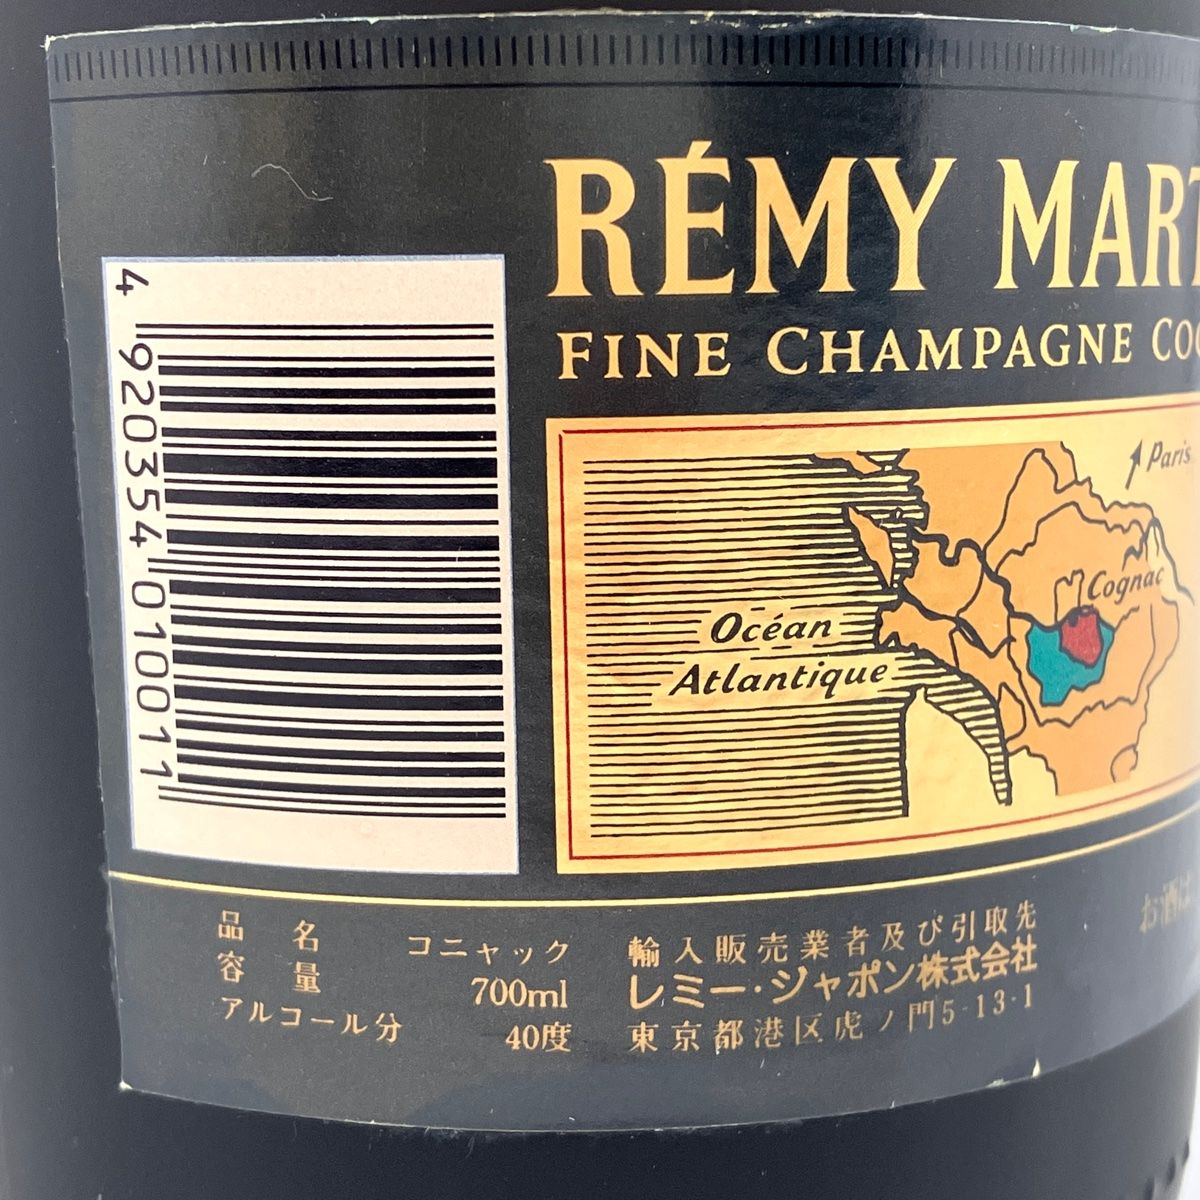 RÉMY MART
FINE CHAMPAGNE COG
4 920354 010011
Paris
Cognac
Océan
Atlantique
品名 コニャック
容量 700ml
アルコール分 40度
輸入販売業者及び引取先
レミー・ジャポン株式会社
東京都港区虎ノ門5-13-1
お酒は